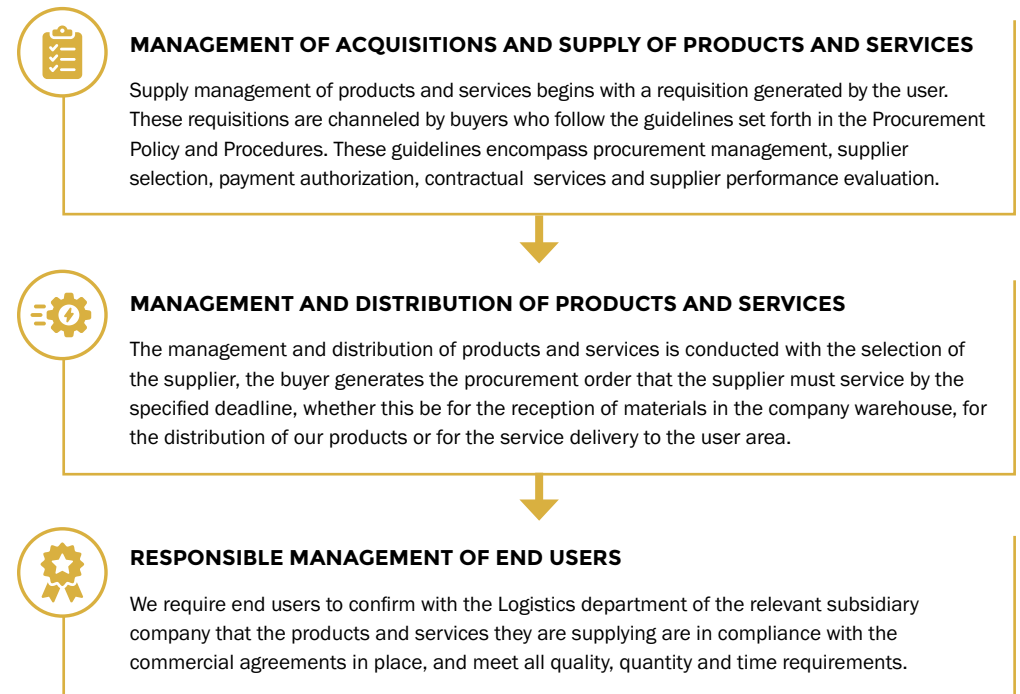 MANAGEMENT OF ACQUISITIONS AND SUPPLY OF PRODUCTS AND SERVICES
Supply management of products and services begins with a requisition generated by the user.
These requisitions are channeled by buyers who follow the guidelines set forth in the Procurement
Policy and Procedures. These guidelines encompass procurement management, supplier
selection, payment authorization, contractual  services and supplier performance evaluation.
MANAGEMENT AND DISTRIBUTION OF PRODUCTS AND SERVICES
The management and distribution of products and services is conducted with the selection of
the supplier, the buyer generates the procurement order that the supplier must service by the
specified deadline, whether this be for the reception of materials in the company warehouse, for
the distribution of our products or for the service delivery to the user area.
RESPONSIBLE MANAGEMENT OF END USERS
We require end users to confirm with the Logistics department of the relevant subsidiary
company that the products and services they are supplying are in compliance with the
commercial agreements in place, and meet all quality, quantity and time requirements.